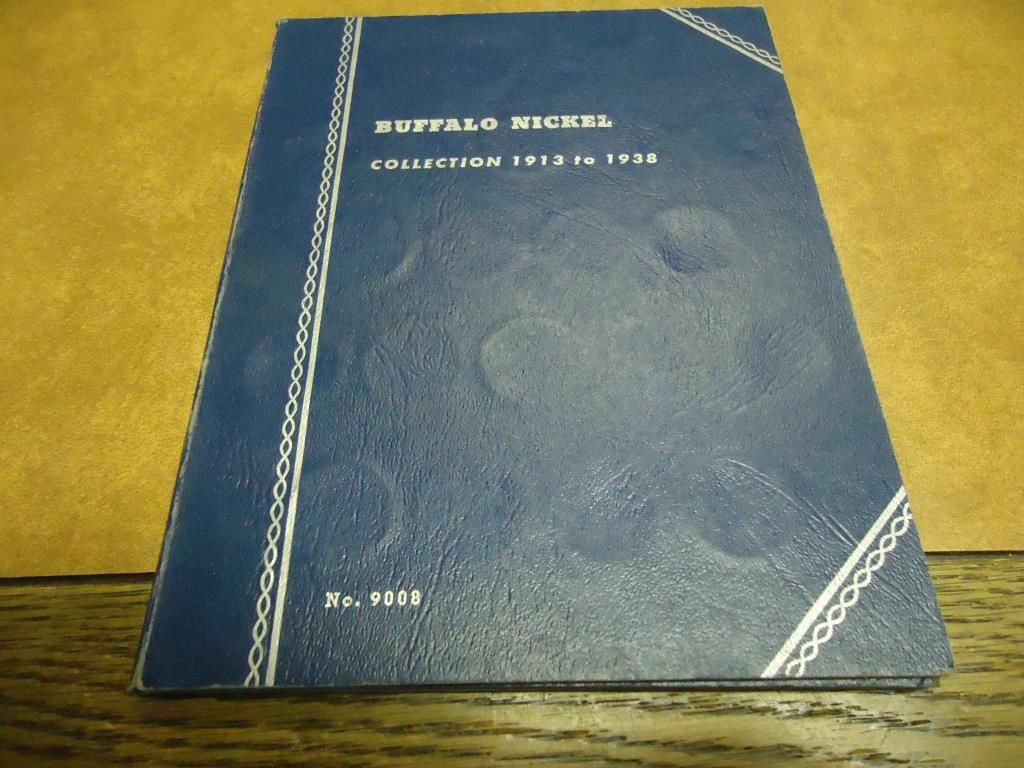 BUFFALO NICKEL
COLLECTION 1913 to 1938
No. 9008